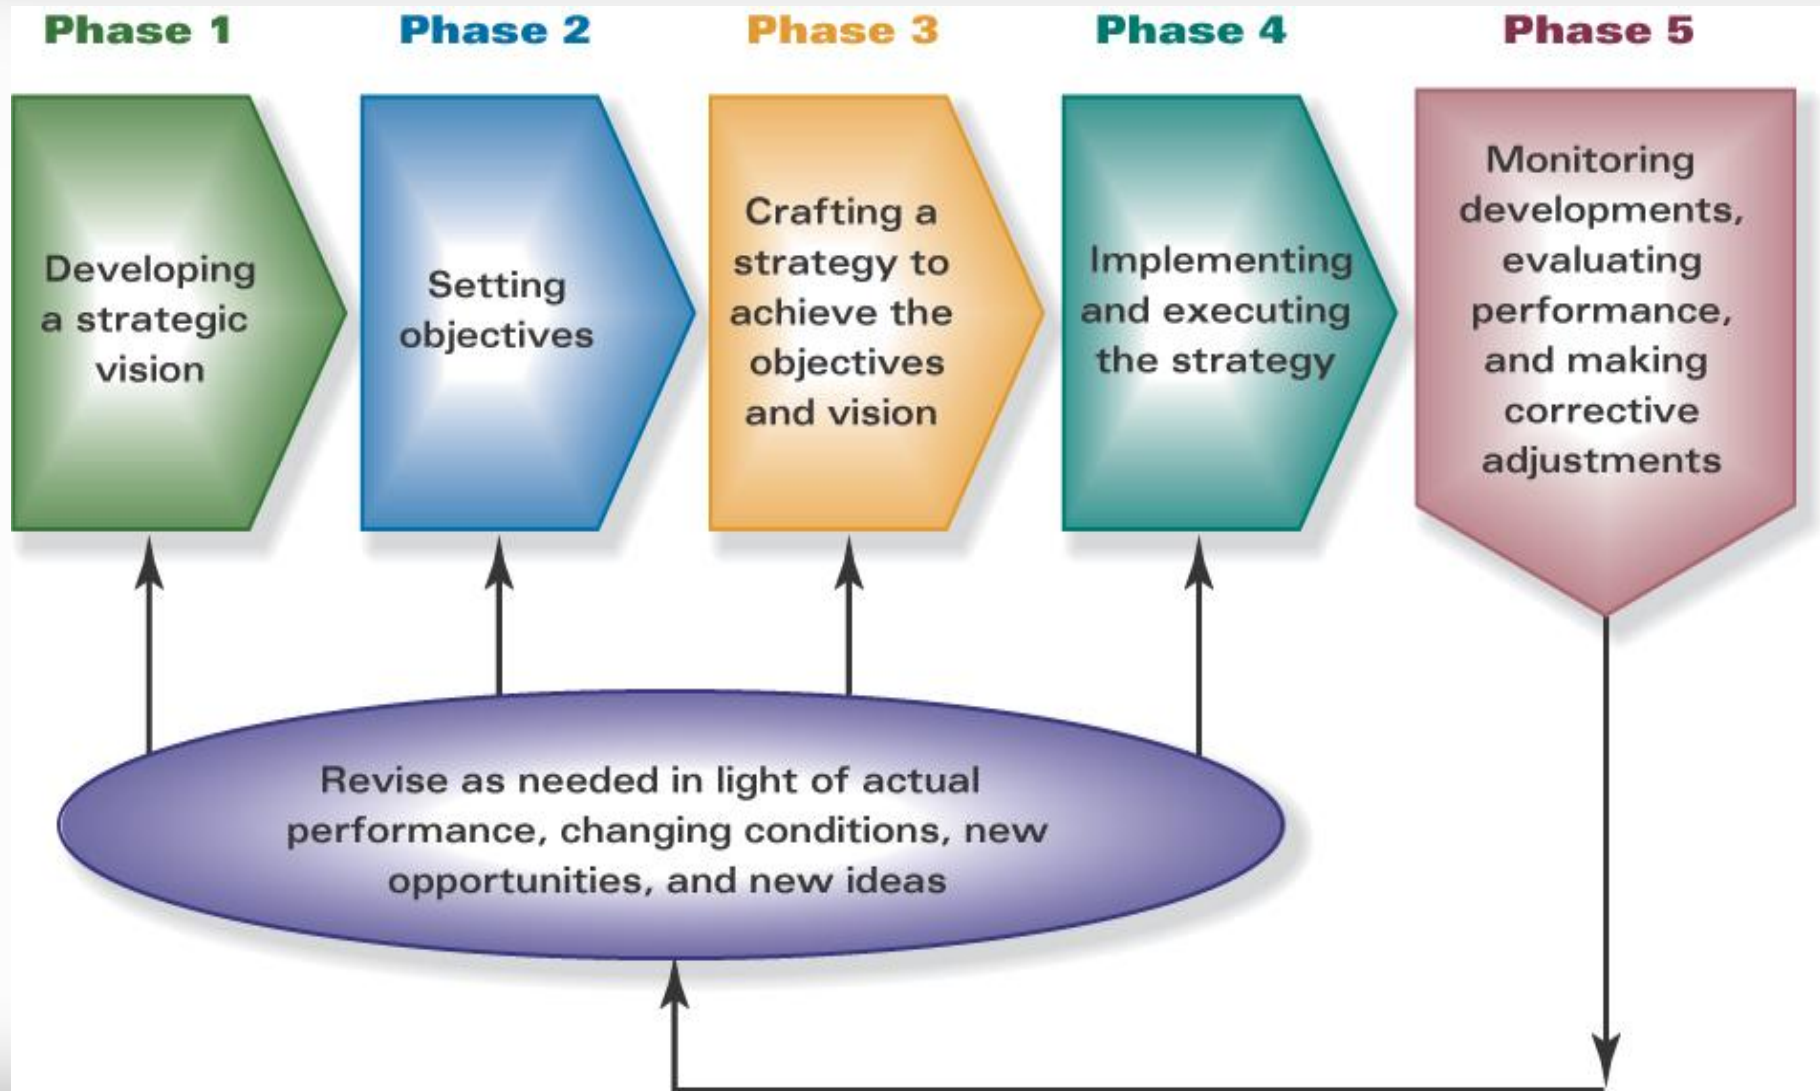 Phase 1
Phase 2
Phase 3
Phase 4
Phase 5
Developing
a strategic
vision
Setting
objectives
Crafting a
strategy to
achieve the
objectives
and vision
Implementing
and executing
the strategy
Monitoring
developments,
evaluating
performance,
and making
corrective
adjustments
Revise as needed in light of actual
performance, changing conditions, new
opportunities, and new ideas